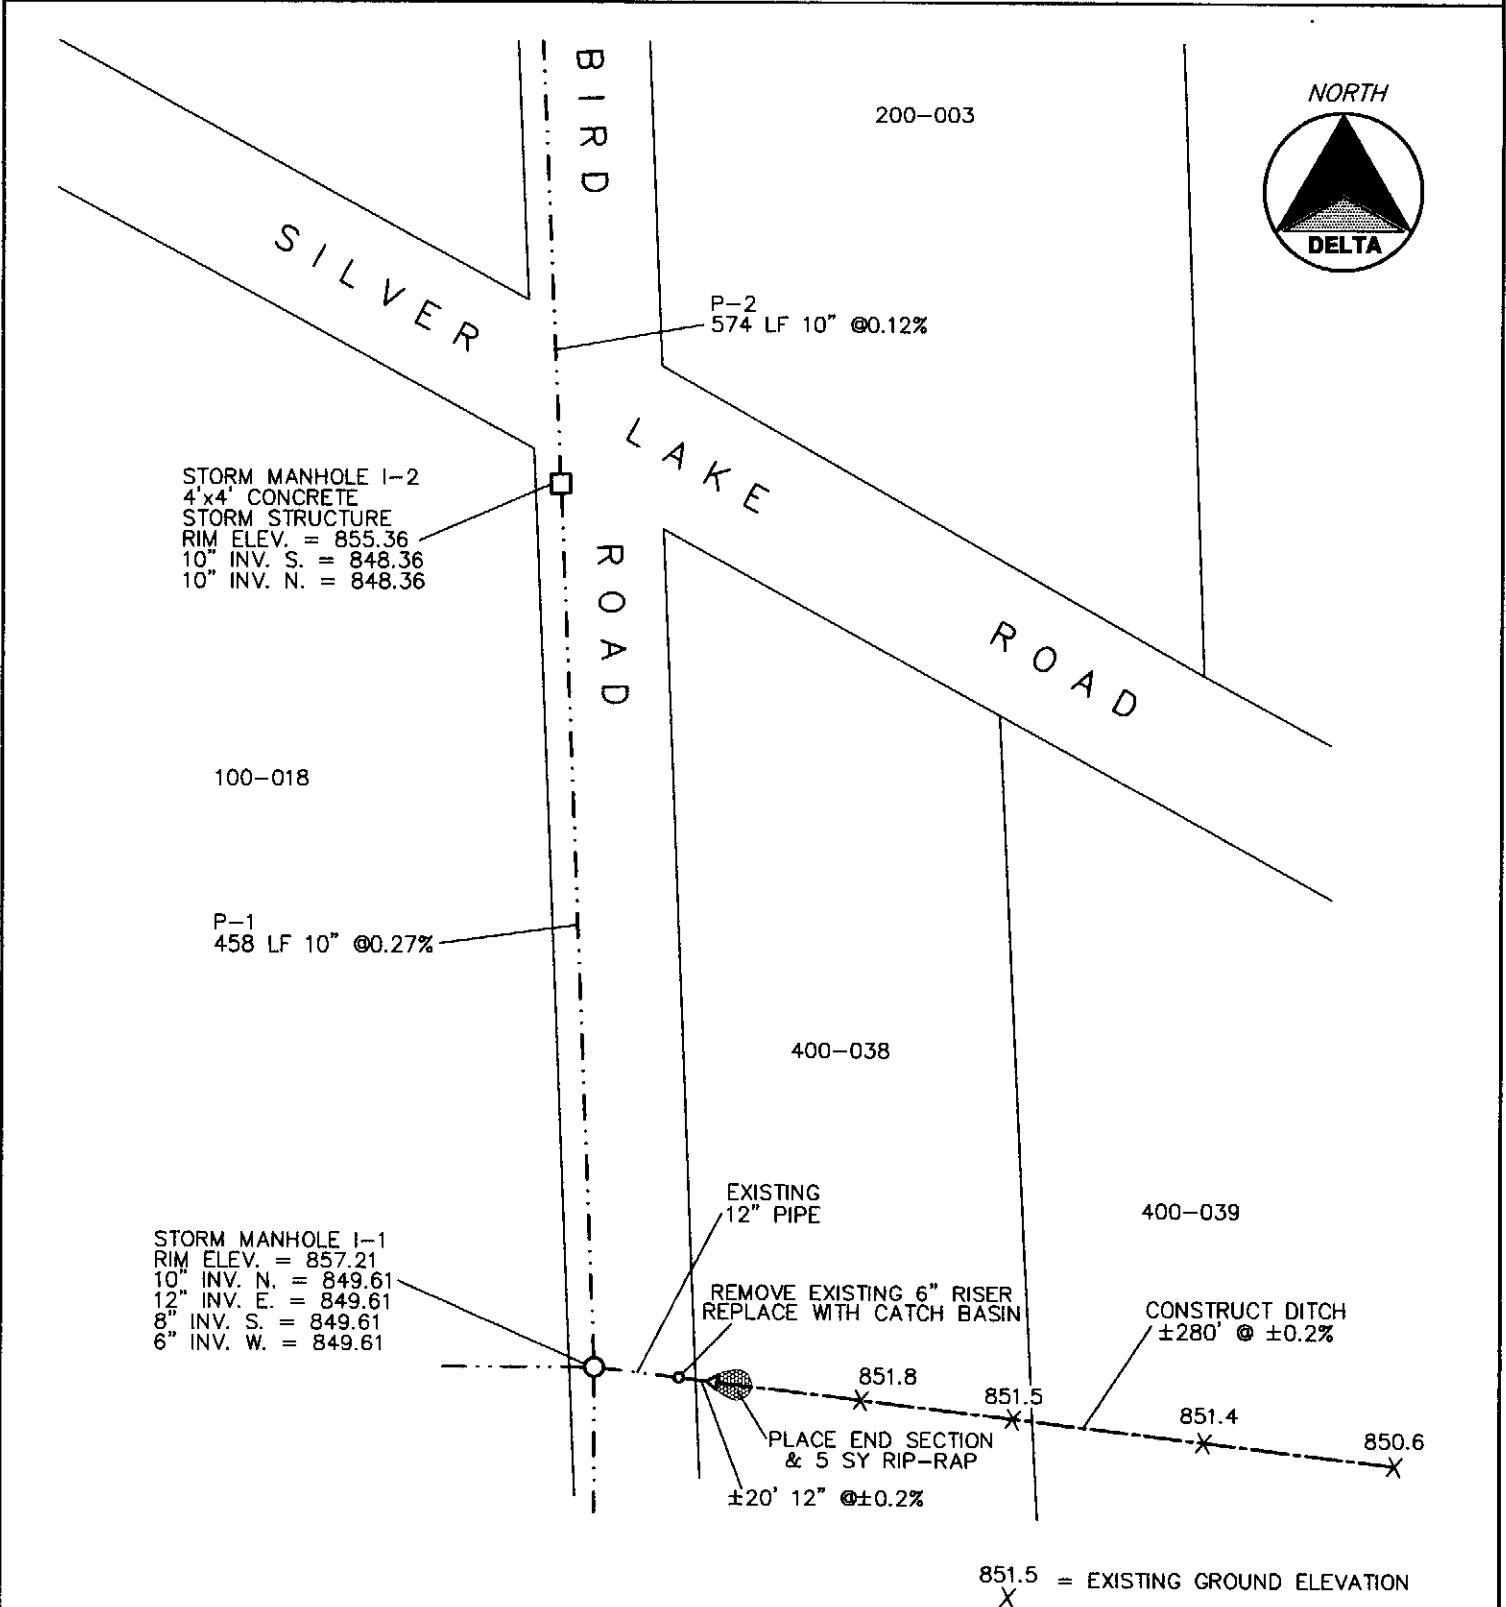 BIRD
200-003
NORTH
DELTA
SILVER
P-2
574 LF 10" @0.12%
LAKE
STORM MANHOLE I-2
4'x4' CONCRETE
STORM STRUCTURE
RIM ELEV. = 855.36
10" INV. S. = 848.36
10" INV. N. = 848.36
ROAD
ROAD
100-018
P-1
458 LF 10" @0.27%
400-038
EXISTING
12" PIPE
400-039
STORM MANHOLE I-1
RIM ELEV. = 857.21
10" INV. N. = 849.61
12" INV. E. = 849.61
8" INV. S. = 849.61
6" INV. W. = 849.61
REMOVE EXISTING 6" RISER
REPLACE WITH CATCH BASIN
CONSTRUCT DITCH
±280' @ ±0.2%
851.8
851.5
851.4
850.6
PLACE END SECTION
& 5 SY RIP-RAP
±20' 12" @±0.2%
851.5 = EXISTING GROUND ELEVATION
X